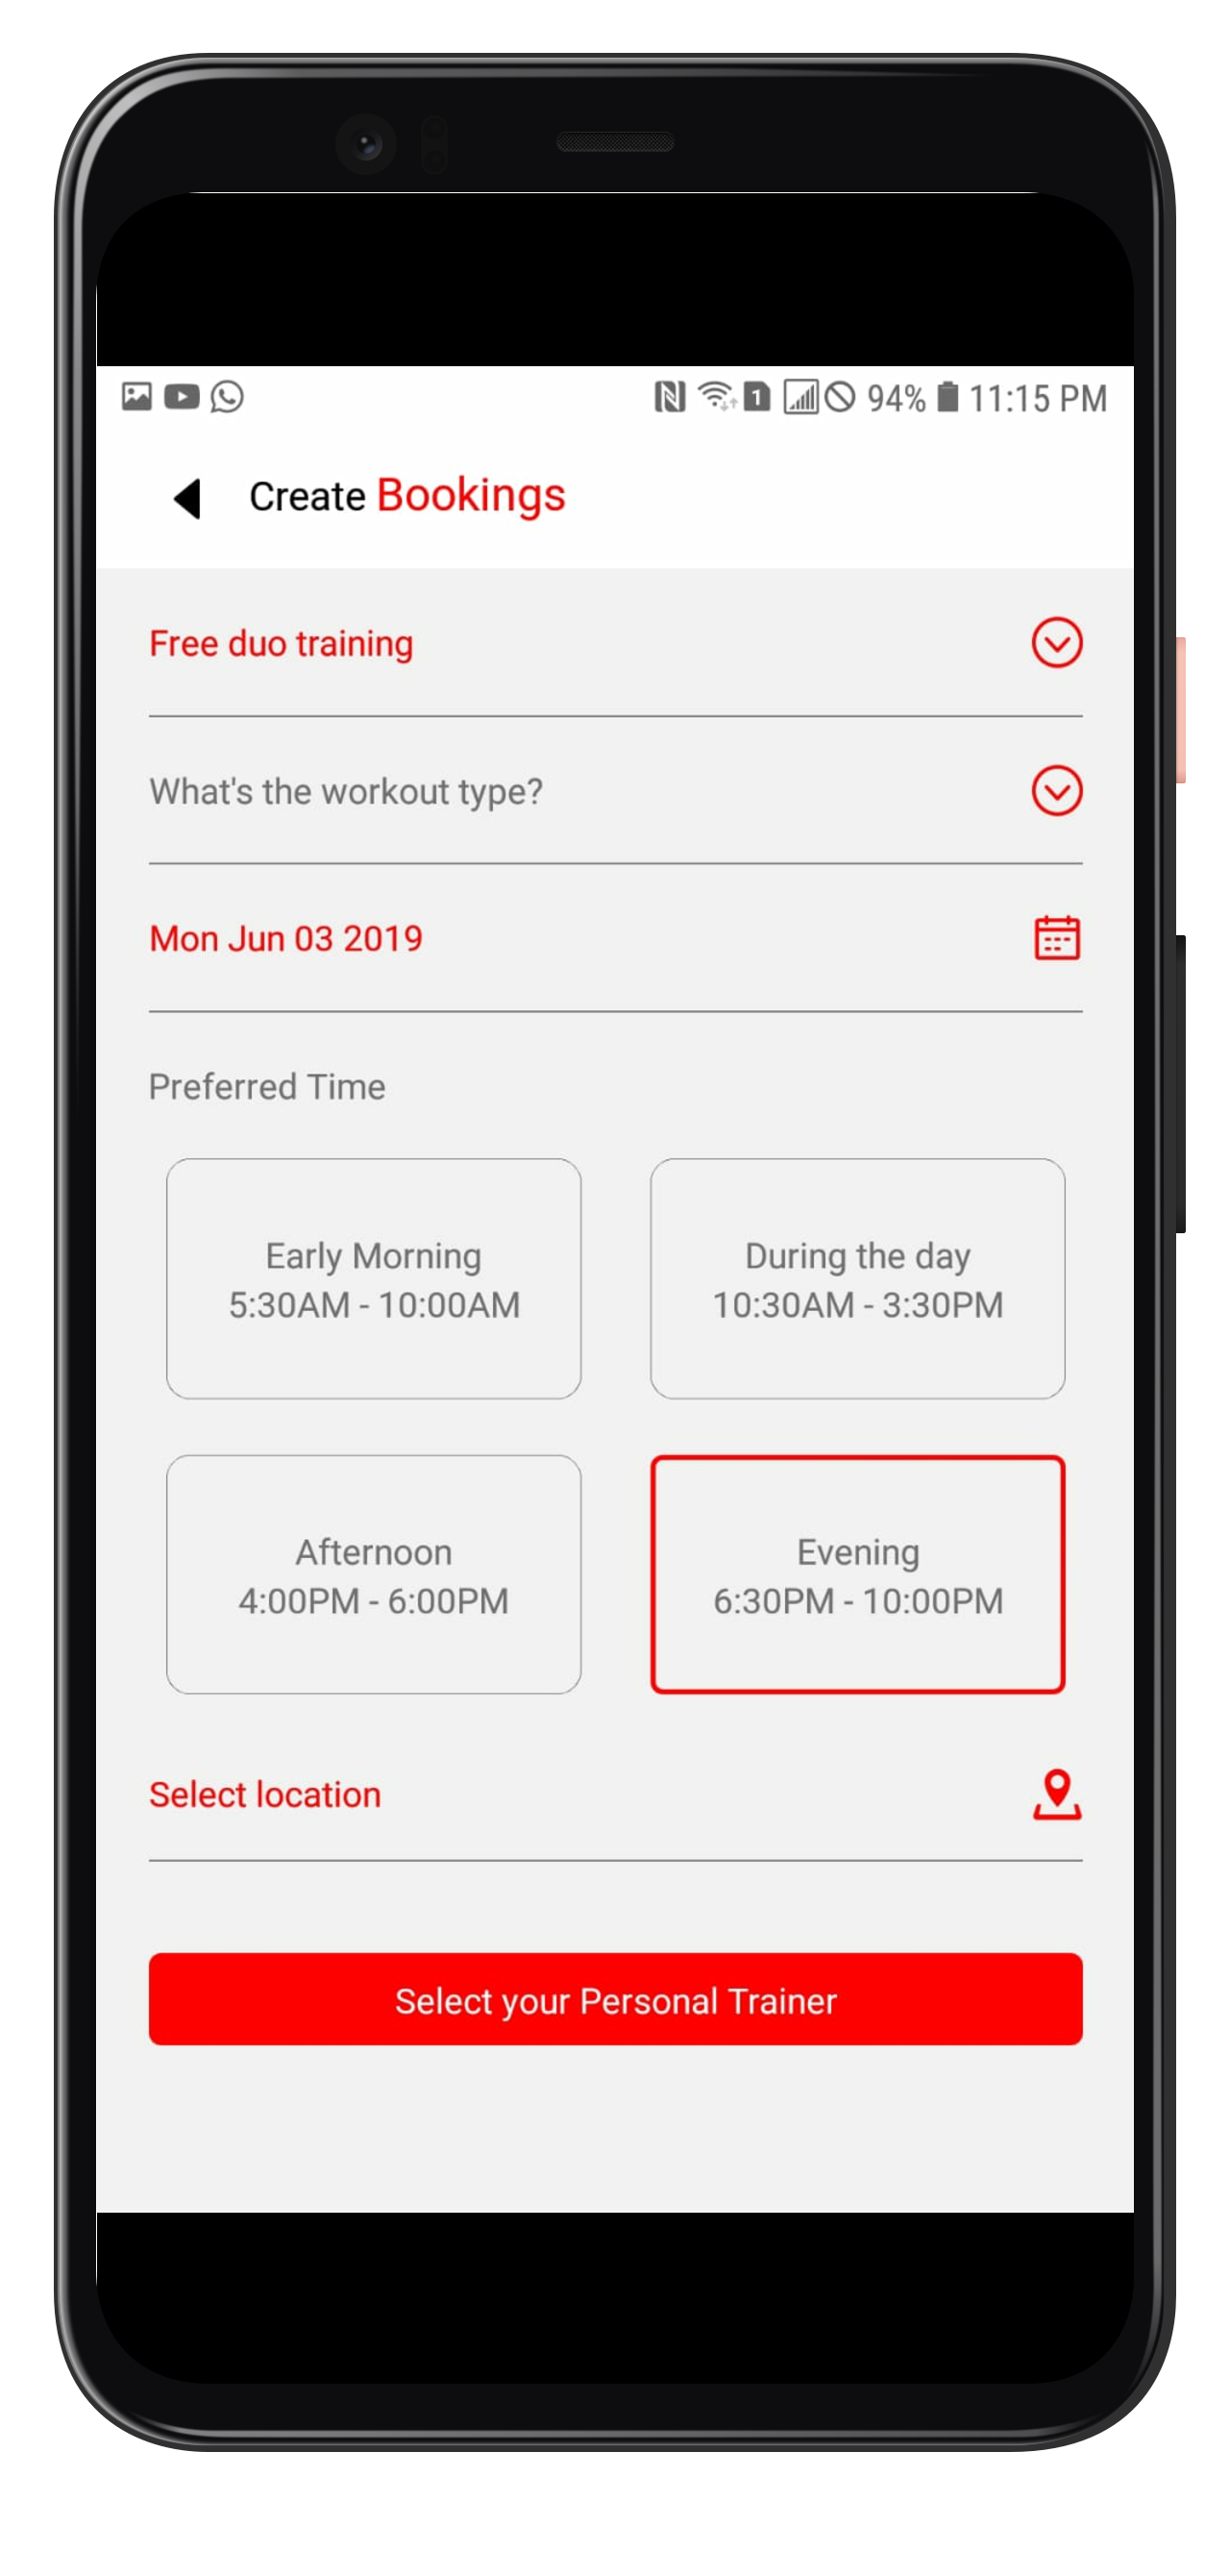 1 94% 11:15 PM
Create Bookings
Free duo training
What's the workout type?
Mon Jun 03 2019
Preferred Time
Early Morning
5:30AM - 10:00AM
During the day
10:30AM - 3:30PM
Afternoon
4:00PM - 6:00PM
Evening
6:30PM - 10:00PM
Select location
Select your Personal Trainer